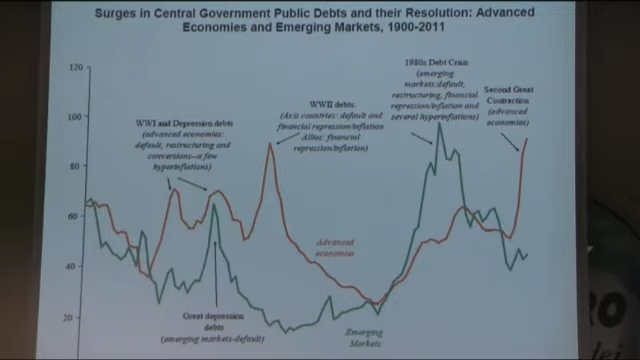 Surges in Central Government Public Debts and their Resolution: Advanced
Economies and Emerging Markets, 1900-2011
120
100
80
60
40
20
WWI and Depression debts
(advanced economies:
default, restructuring and
conversions--a few
hyperinflations)
WWII debts:
(Axis countries: default and
financial repression/inflation
Allies: financial
repression/inflation)
1980s Debt Crisis
(emerging
markets:default,
restructuring, financial
repression/inflation and
several hyperinflations)
Second Great
Contraction
(advanced
economies)
Advanced
economies
Great depression
debts
(emerging markets-default)
Emerging
Markets
RO